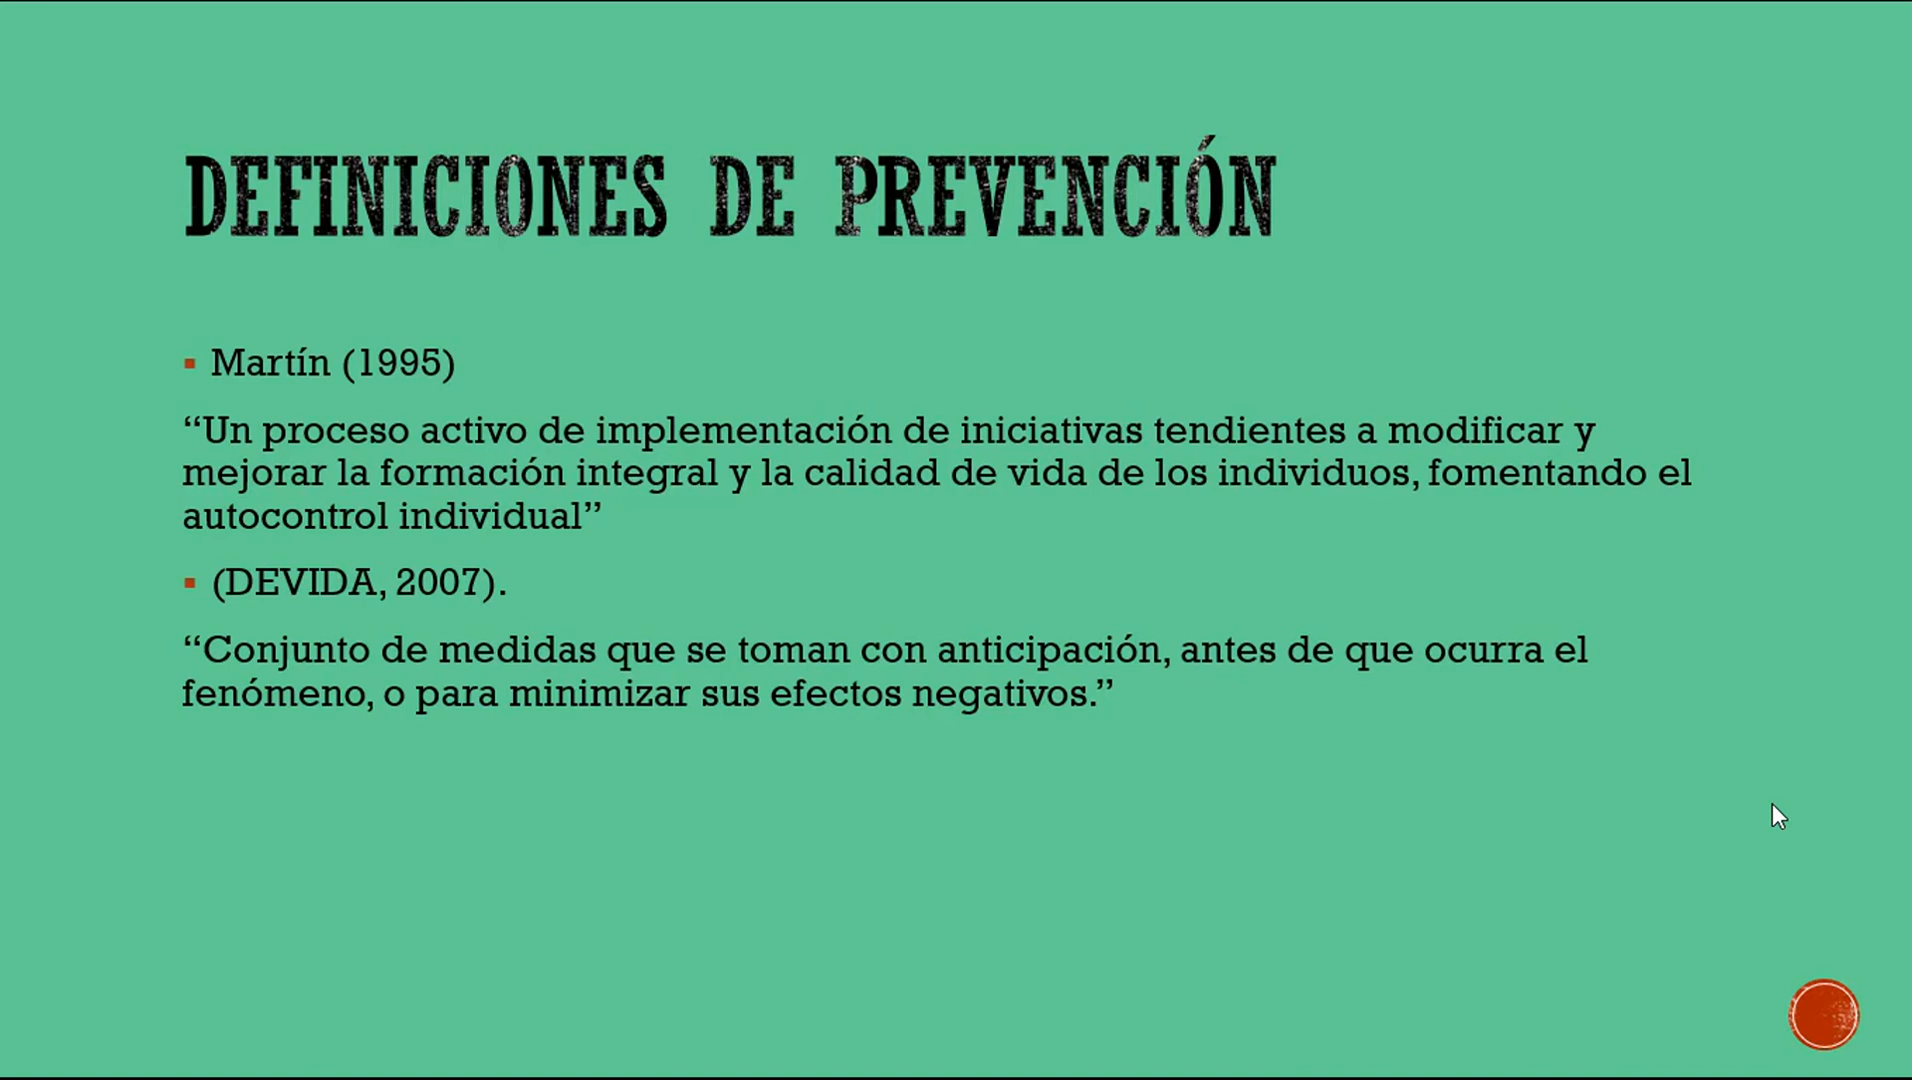 DEFINICIONES DE PREVENCIÓN
▪ Martín (1995)
“Un proceso activo de implementación de iniciativas tendientes a modificar y
mejorar la formación integral y la calidad de vida de los individuos, fomentando el
autocontrol individual”
▪ (DEVIDA, 2007).
“Conjunto de medidas que se toman con anticipación, antes de que ocurra el
fenómeno, o para minimizar sus efectos negativos.”